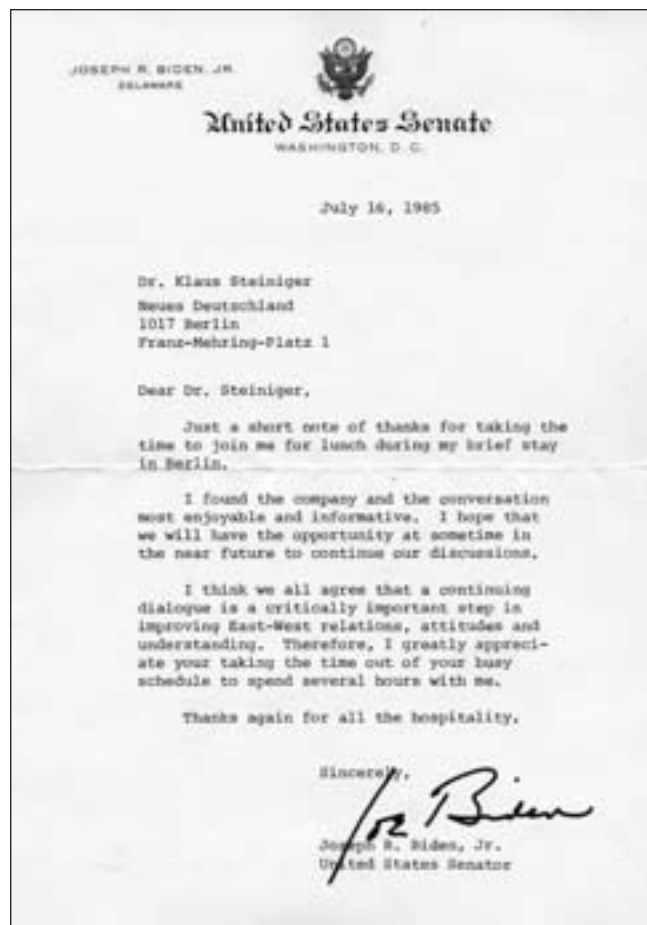 JOSEPH R. BIDEN, JR.
DELAWARE
United States Senate
WASHINGTON, D. C.
July 16, 1985
Dr. Klaus Steiniger
Neues Deutschland
1017 Berlin
Franz-Mehring-Platz 1
Dear Dr. Steiniger,
Just a short note of thanks for taking the
time to join me for lunch during my brief stay
in Berlin.
I found the company and the conversation
most enjoyable and informative. I hope that
we will have the opportunity at sometime in
the near future to continue our discussions.
I think we all agree that a continuing
dialogue is a critically important step in
improving East-West relations, attitudes and
understanding. Therefore, I greatly appreci-
ate your taking the time out of your busy
schedule to spend several hours with me.
Thanks again for all the hospitality.
Sincerely,
Joe Biden
Joseph R. Biden, Jr.
United States Senator